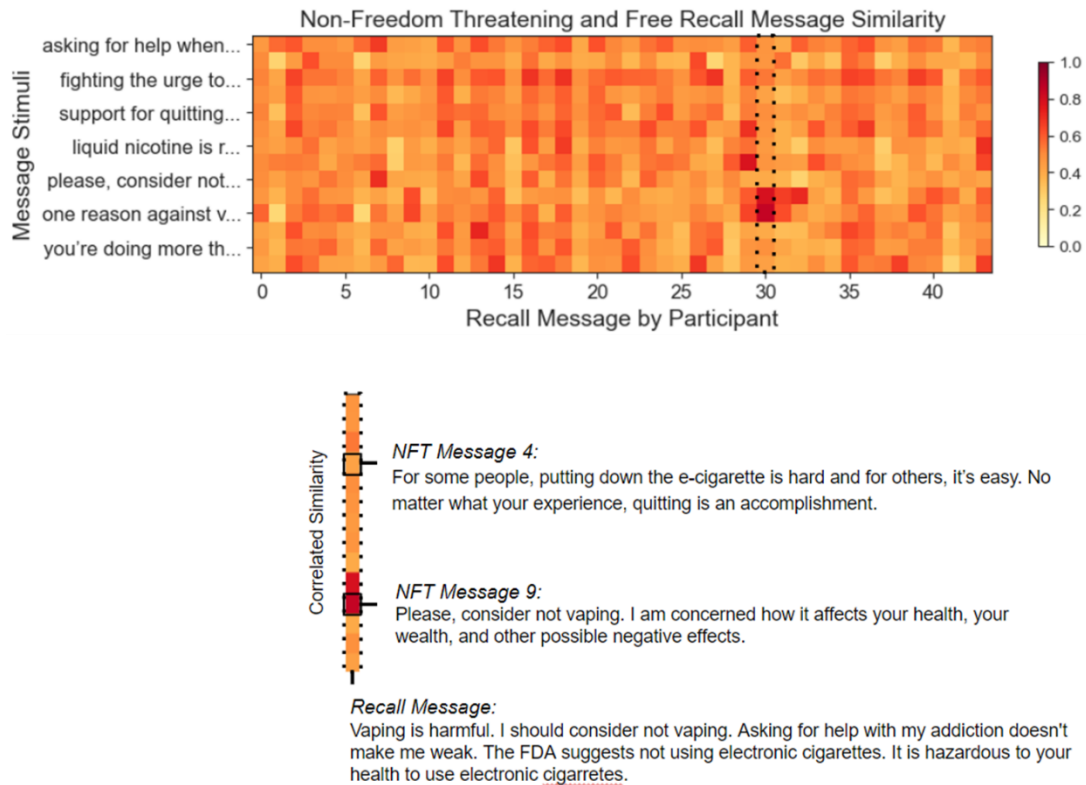 Non-Freedom Threatening and Free Recall Message Similarity
Message Stimuli
asking for help when...
fighting the urge to...
support for quitting...
liquid nicotine is r...
please, consider not...
one reason against v...
you're doing more th...
0 5 10 15 20 25 30 35 40
Recall Message by Participant
1.0
0.8
0.6
0.4
0.2
0.0
Correlated Similarity
NFT Message 4:
For some people, putting down the e-cigarette is hard and for others, it's easy. No
matter what your experience, quitting is an accomplishment.
NFT Message 9:
Please, consider not vaping. I am concerned how it affects your health, your
wealth, and other possible negative effects.
Recall Message:
Vaping is harmful. I should consider not vaping. Asking for help with my addiction doesn't
make me weak. The FDA suggests not using electronic cigarettes. It is hazardous to your
health to use electronic cigarretes.